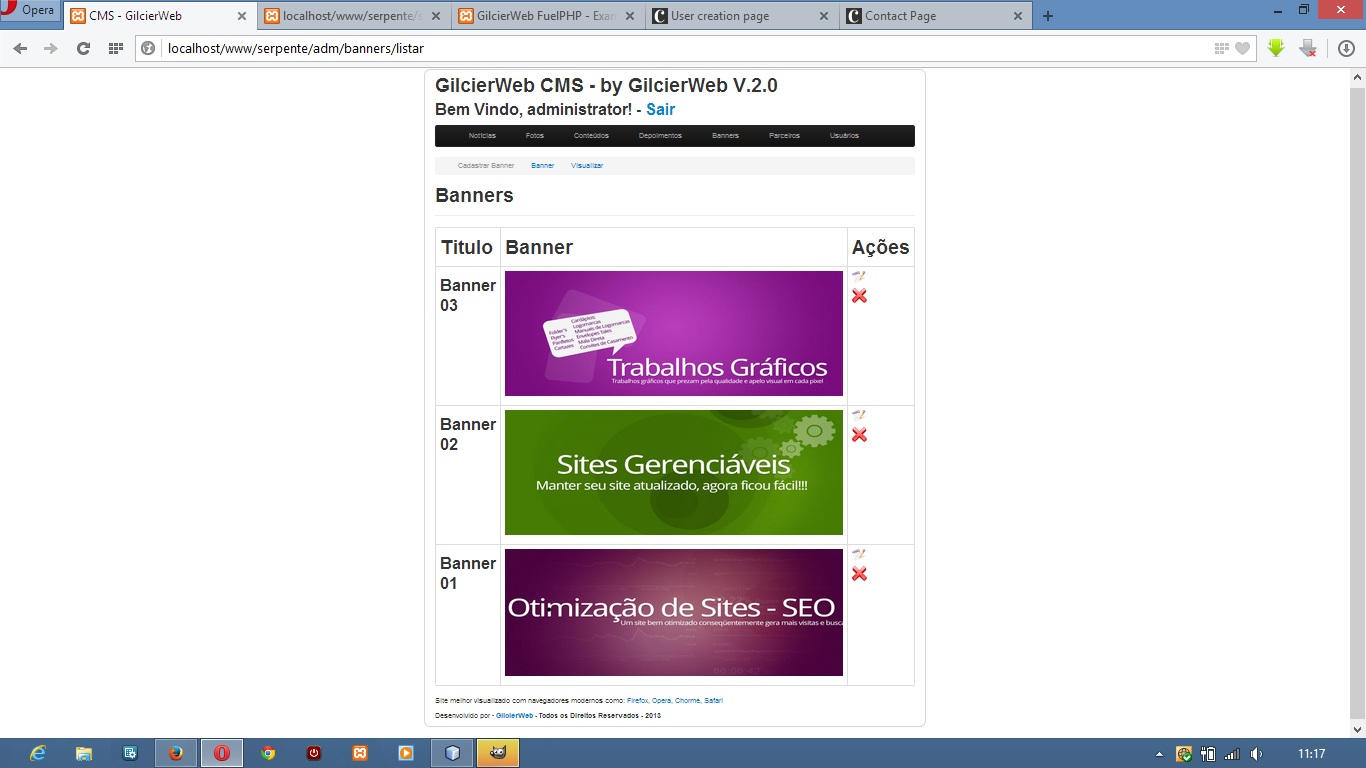 Opera
CMS - GilcierWeb
localhost/www/serpente/
GilcierWeb FuelPHP - Exa
User creation page
Contact Page
localhost/www/serpente/adm/banners/listar
GilcierWeb CMS - by GilcierWeb V.2.0
Bem Vindo, administrator! - Sair
Notícias Fotos Conteúdos Depoimentos Banners Parceiros Usuários
Cadastrar Banner Banner Visualizar
Banners
Titulo Banner Ações
Banner 03
Cardápios;
Folder's Logomarcas
Flyer's Manuais de Logomarcas
Panfletos Envelopes Tales
Cartazes Mala Direta
Convites de Casamento
Trabalhos Gráficos
Trabalhos gráficos que prezam pela qualidade e apelo visual em cada pixel
Banner 02
Sites Gerenciáveis
Manter seu site atualizado, agora ficou fácil!!!
Banner 01
Otimização de Sites - SEO
Um site bem otimizado conseqüentemente gera mais visitas e busc
Site melhor visualizado com navegadores modernos como: Firefox, Opera, Chorme, Safari
Desenvolvido por - GilcierWeb - Todos os Direitos Reservados - 2013
11:17